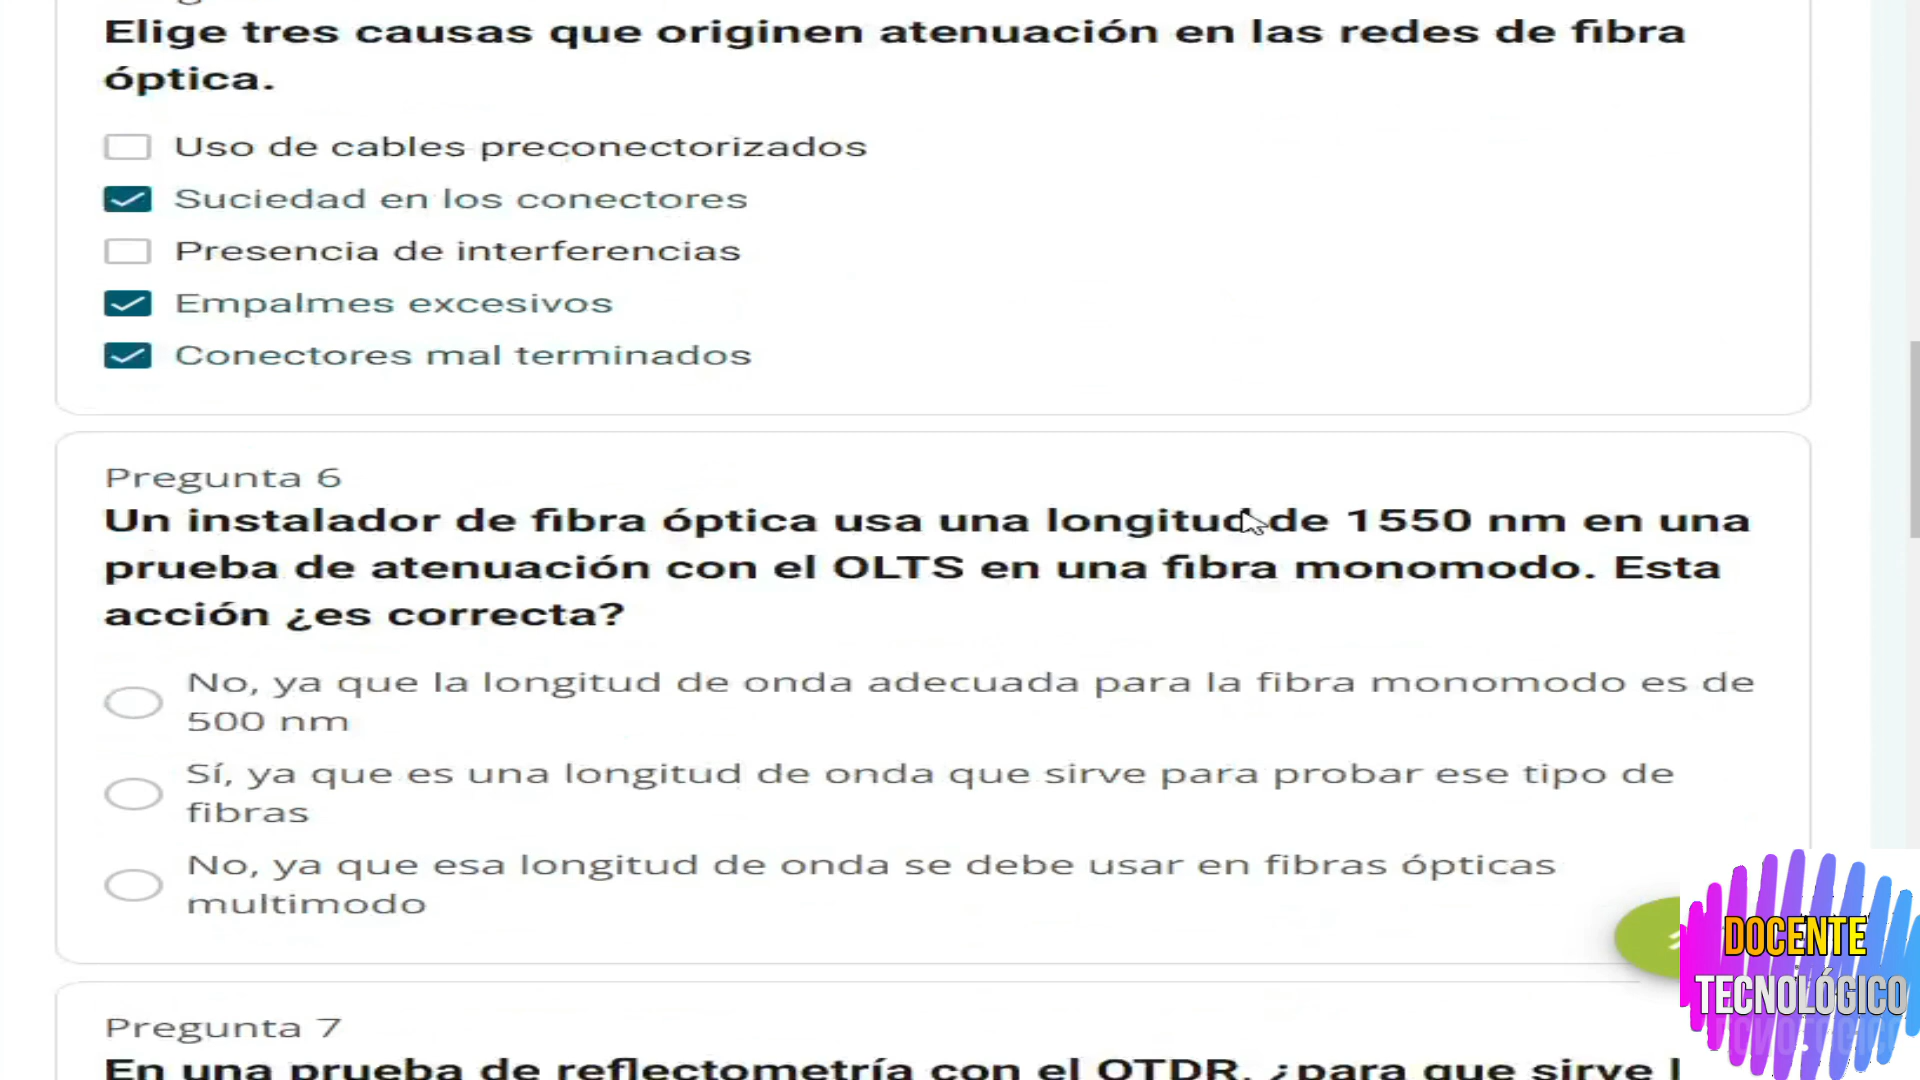 Elige tres causas que originen atenuación en las redes de fibra
óptica.
Uso de cables preconectorizados
Suciedad en los conectores
Presencia de interferencias
Empalmes excesivos
Conectores mal terminados
Pregunta 6
Un instalador de fibra óptica usa una longitud de 1550 nm en una
prueba de atenuación con el OLTS en una fibra monomodo. Esta
acción ¿es correcta?
No, ya que la longitud de onda adecuada para la fibra monomodo es de
500 nm
Sí, ya que es una longitud de onda que sirve para probar ese tipo de
fibras
No, ya que esa longitud de onda se debe usar en fibras ópticas
multimodo
DOCENTE
TECNOLÓGICO
Pregunta 7
En una prueba de reflectometría con el OTDR, ¿para que sirve l